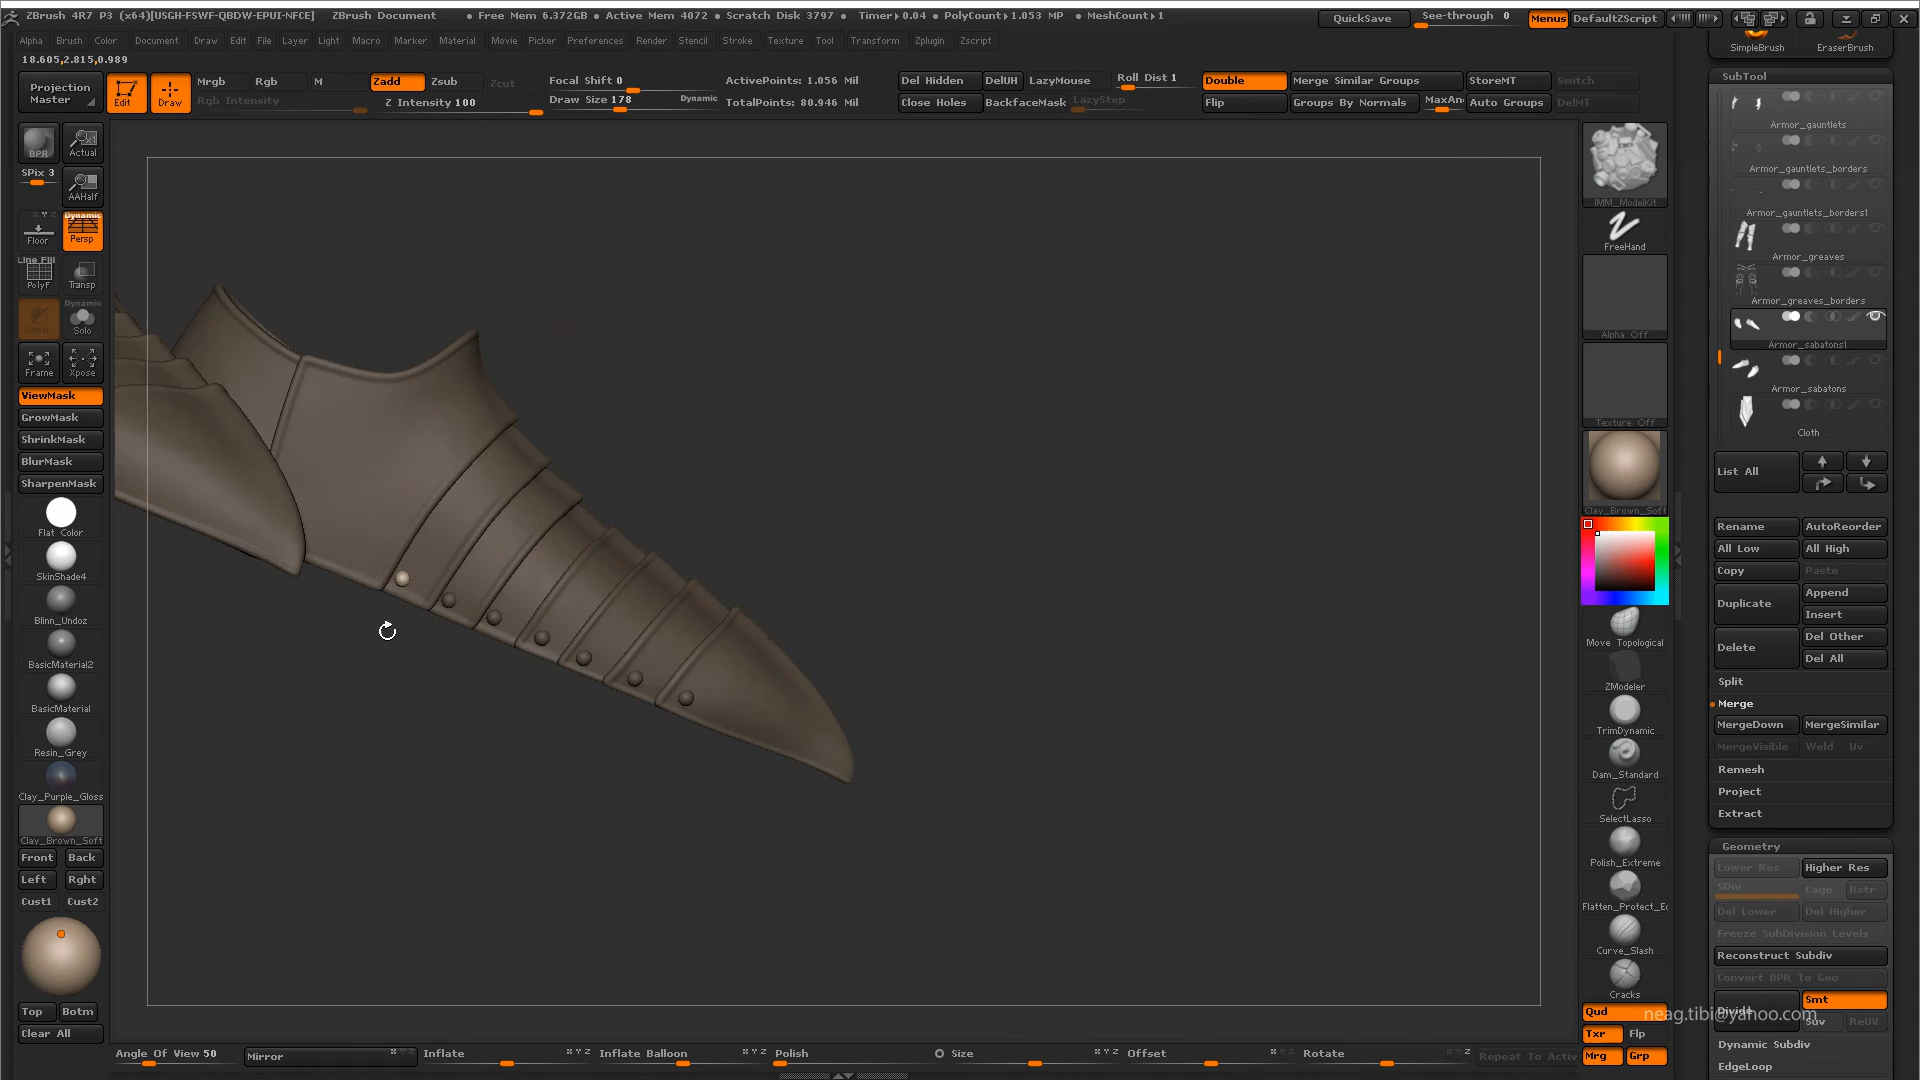 ZBrush 4R7 P3 (x64)[USGH-FSWF-QBDW-EPUI-NFCE] ZBrush Document • Free Mem 6.372GB • Active Mem 4072 • Scratch Disk 3797 • Timer▸0.04 • PolyCount▸1.053 MP • MeshCount▸1 QuickSave See-through 0 Menus DefaultZScript
Alpha Brush Color Document Draw Edit File Layer Light Macro Marker Material Movie Picker Preferences Render Stencil Stroke Texture Tool Transform Zplugin Zscript
18.605,2.815,0.989
Projection Master
Edit Draw
Mrgb Rgb M Zadd Zsub Zcut
Rgb Intensity Z Intensity 100
Focal Shift 0
Draw Size 178 Dynamic
ActivePoints: 1.056 Mil
TotalPoints: 80.946 Mil
Del Hidden DelUH LazyMouse Roll Dist 1
Close Holes BackfaceMask LazyStep
Double Merge Similar Groups StoreMT Switch
Flip Groups By Normals MaxAn Auto Groups DelMT
BPR Actual
SPix 3
AAHalf
Floor Dynamic Persp
Line Fill
PolyF Transp
Ghost Dynamic
Solo
Frame Xpose
ViewMask
GrowMask
ShrinkMask
BlurMask
SharpenMask
Flat Color
SkinShade4
Blinn_Undoz
BasicMaterial2
BasicMaterial
Resin_Grey
Clay_Purple_Gloss
Clay_Brown_Soft
Front Back
Left Rght
Cust1 Cust2
Top Botm
Clear All
Angle Of View 50 Mirror Inflate Inflate Balloon Polish Size Offset Rotate Repeat To Activ
IMM_ModelKit
FreeHand
Alpha Off
Texture Off
Clay_Brown_Soft
Move Topological
ZModeler
TrimDynamic
Dam_Standard
SelectLasso
Polish_Extreme
Flatten_Protect_Ed
Curve_Slash
Cracks
Qud
Txr Flp
Mrg Grp
SimpleBrush EraserBrush
SubTool
Armor_gauntlets
Armor_gauntlets_borders
Armor_gauntlets_borders1
Armor_greaves
Armor_greaves_borders
Armor_sabatons1
Armor_sabatons
Cloth
List All
Rename AutoReorder
All Low All High
Copy Paste
Duplicate Append
Insert
Delete Del Other
Del All
Split
Merge
MergeDown MergeSimilar
MergeVisible Weld Uv
Remesh
Project
Extract
Geometry
Lower Res Higher Res
SDiv Cage Rstr
Del Lower Del Higher
Freeze SubDivision Levels
Reconstruct Subdiv
Convert BPR To Geo
Divide Smt
Suv ReUV
neag.tibi@yahoo.com
Dynamic Subdiv
EdgeLoop